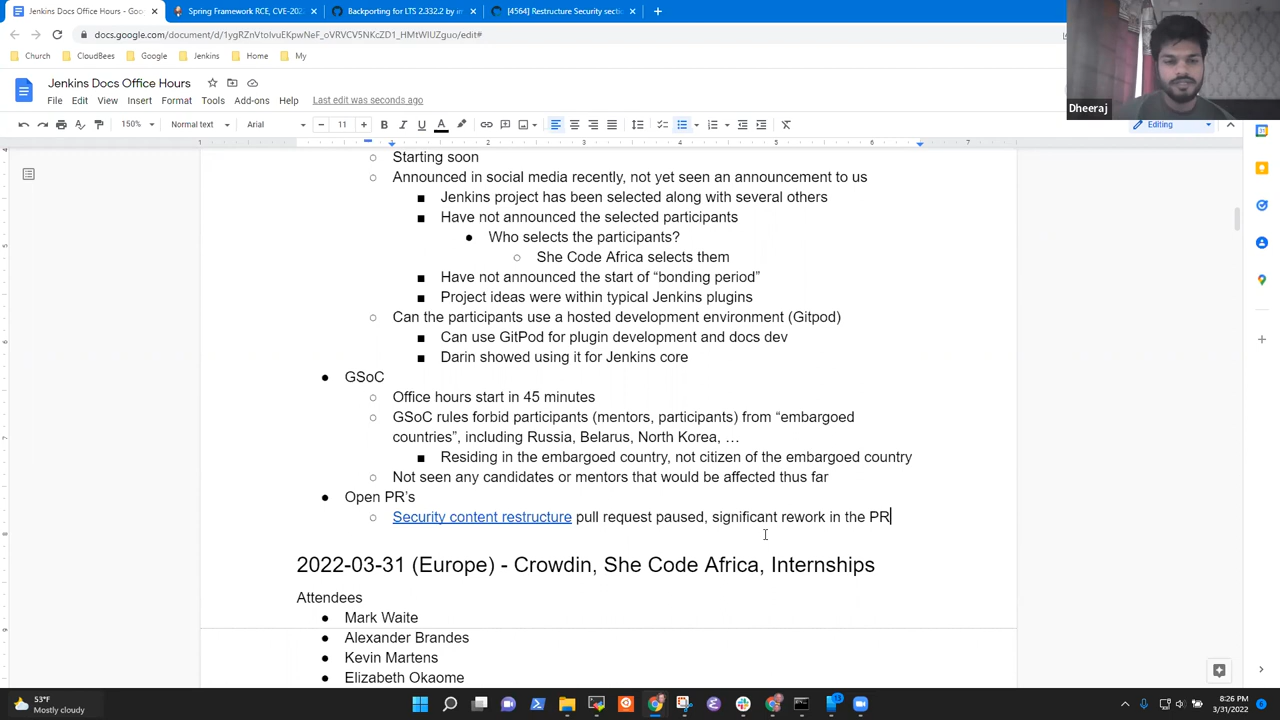 Jenkins Docs Office Hours - Goo
Spring Framework RCE, CVE-202
Backporting for LTS 2.332.2 by m
[4564] Restructure Security secti
docs.google.com/document/d/1ygRZnVtoIvuEKpwNeF_oVRVCV5NKcZD1_HMtWIUZguo/edit#
Church
CloudBees
Google
Jenkins
Home
My
Jenkins Docs Office Hours
File Edit View Insert Format Tools Add-ons Help Last edit was seconds ago
150% Normal text Arial 11
Editing
Dheeraj
1 1 2 3 4 5 6 7
Starting soon
Announced in social media recently, not yet seen an announcement to us
Jenkins project has been selected along with several others
Have not announced the selected participants
Who selects the participants?
She Code Africa selects them
Have not announced the start of “bonding period”
Project ideas were within typical Jenkins plugins
Can the participants use a hosted development environment (Gitpod)
Can use GitPod for plugin development and docs dev
Darin showed using it for Jenkins core
GSoC
Office hours start in 45 minutes
GSoC rules forbid participants (mentors, participants) from “embargoed
countries”, including Russia, Belarus, North Korea, …
Residing in the embargoed country, not citizen of the embargoed country
Not seen any candidates or mentors that would be affected thus far
Open PR’s
Security content restructure pull request paused, significant rework in the PR
2022-03-31 (Europe) - Crowdin, She Code Africa, Internships
Attendees
Mark Waite
Alexander Brandes
Kevin Martens
Elizabeth Okaome
53°F
Mostly cloudy
8:26 PM
3/31/2022